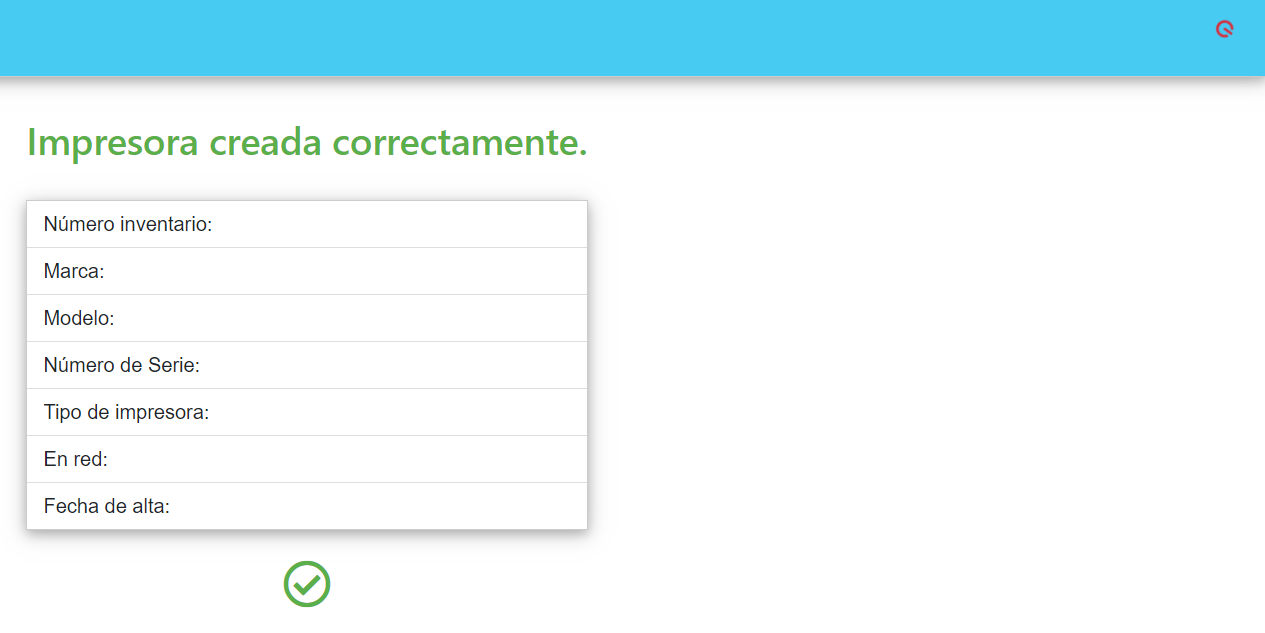 Impresora creada correctamente.
Número inventario:
Marca:
Modelo:
Número de Serie:
Tipo de impresora:
En red:
Fecha de alta: